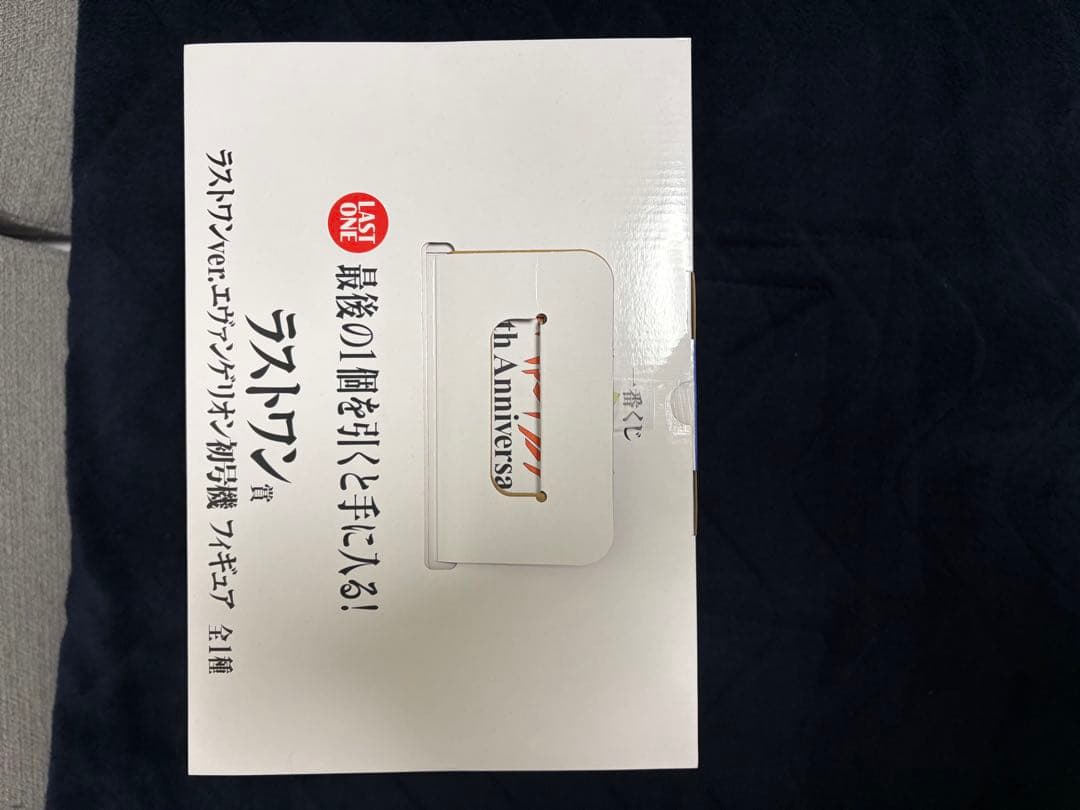 一番くじ
th Anniversa
LAST
ONE
最後の1個を引くと手に入る!
ラストワン賞
ラストワンver.エヴァンゲリオン初号機 フィギュア 全1種